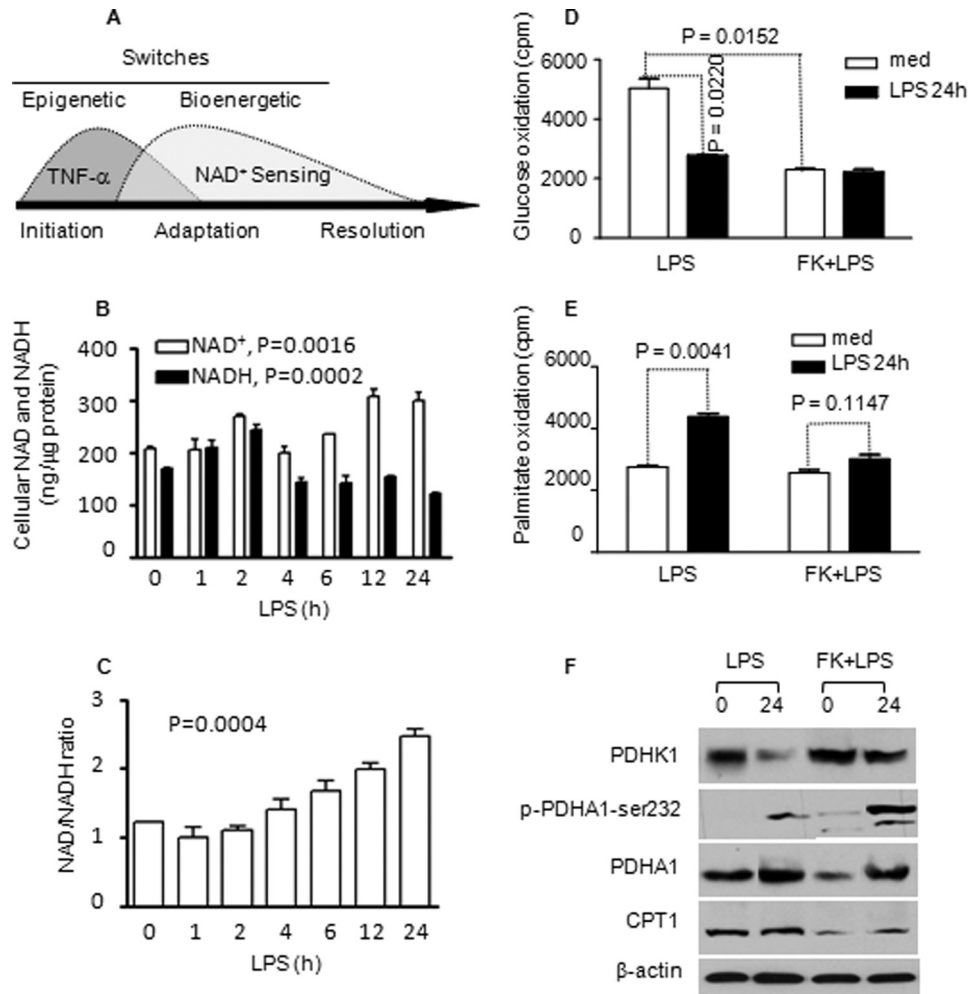 A
Switches
Epigenetic Bioenergetic
TNF-α NAD⁺ Sensing
Initiation Adaptation Resolution
B
Cellular NAD and NADH
(ng/µg protein)
NAD⁺, P=0.0016
NADH, P=0.0002
400
300
200
100
0
0 1 2 4 6 12 24
LPS (h)
C
NAD/NADH ratio
P=0.0004
3
2
1
0
0 1 2 4 6 12 24
LPS (h)
D
Glucose oxidation (cpm)
P = 0.0152
P = 0.0220
med
LPS 24h
6000
4000
2000
0
LPS FK+LPS
E
Palmitate oxidation (cpm)
P = 0.0041
P = 0.1147
med
LPS 24h
6000
4000
2000
0
LPS FK+LPS
F
LPS FK+LPS
0 24 0 24
PDHK1
p-PDHA1-ser232
PDHA1
CPT1
β-actin